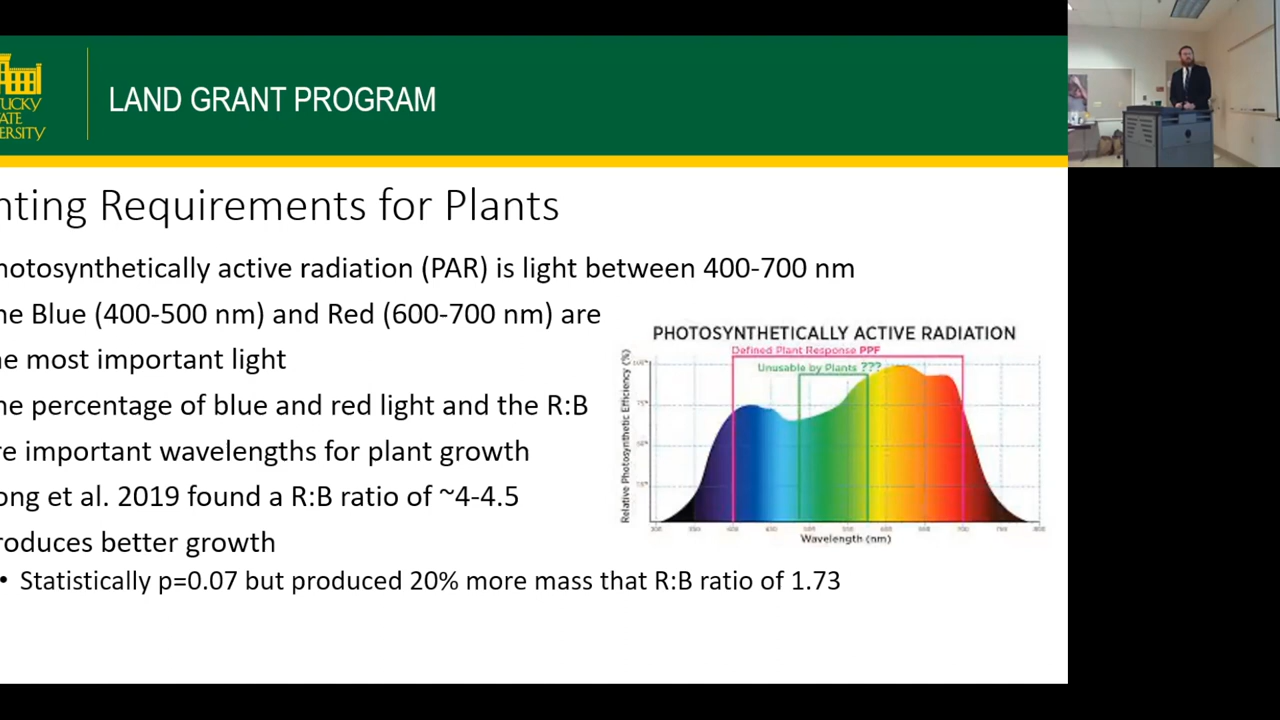 UCKY
ATE
ERSITY
LAND GRANT PROGRAM
nting Requirements for Plants
hotosynthetically active radiation (PAR) is light between 400-700 nm
he Blue (400-500 nm) and Red (600-700 nm) are
he most important light
he percentage of blue and red light and the R:B
re important wavelengths for plant growth
ong et al. 2019 found a R:B ratio of ~4-4.5
roduces better growth
• Statistically p=0.07 but produced 20% more mass that R:B ratio of 1.73
PHOTOSYNTHETICALLY ACTIVE RADIATION
Defined Plant Response PPF
Unusable by Plants ???
Relative Photosynthetic Efficiency (%)
Wavelength (nm)